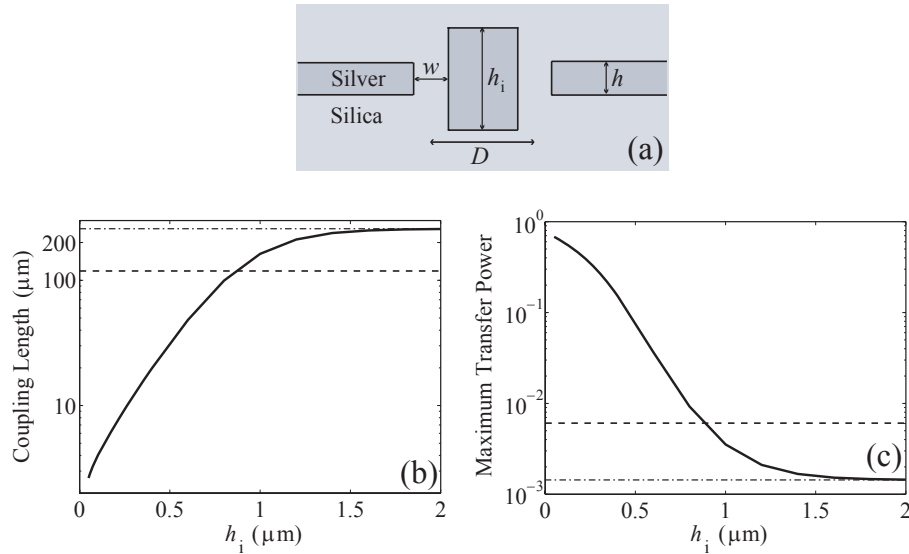 Silver
w
h_i
h
Silica
D
(a)
Coupling Length (μm)
200
100
10
(b)
0
0.5
1
1.5
2
h_i (μm)
Maximum Transfer Power
10^0
10^-1
10^-2
10^-3
(c)
0
0.5
1
1.5
2
h_i (μm)